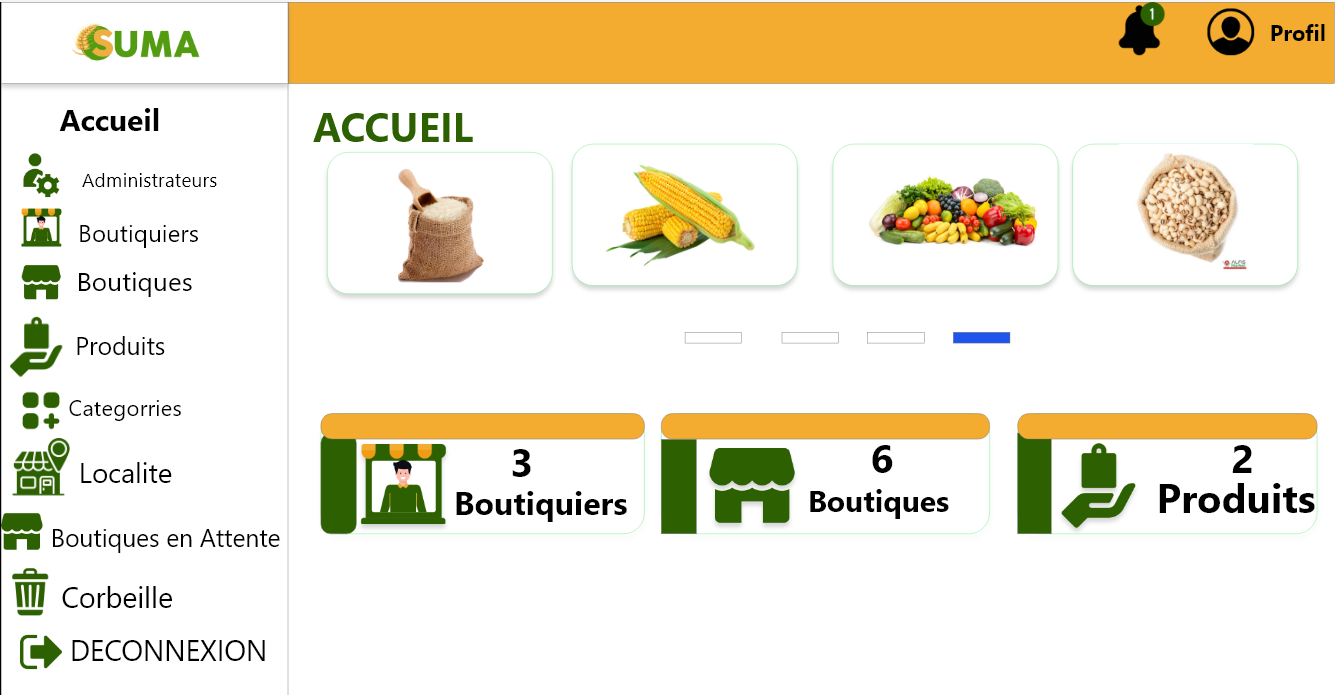 SUMA
1
Profil
Accueil
Administrateurs
Boutiquiers
Boutiques
Produits
Categorries
Localite
Boutiques en Attente
Corbeille
DECONNEXION
ACCUEIL
3
Boutiquiers
6
Boutiques
2
Produits